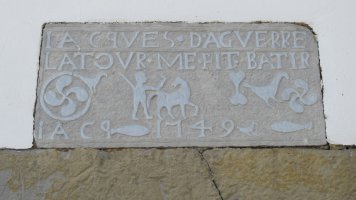 IACQVES·DAGVERRE
LATOVR·ME·FIT·BATIR
IACQ 1749